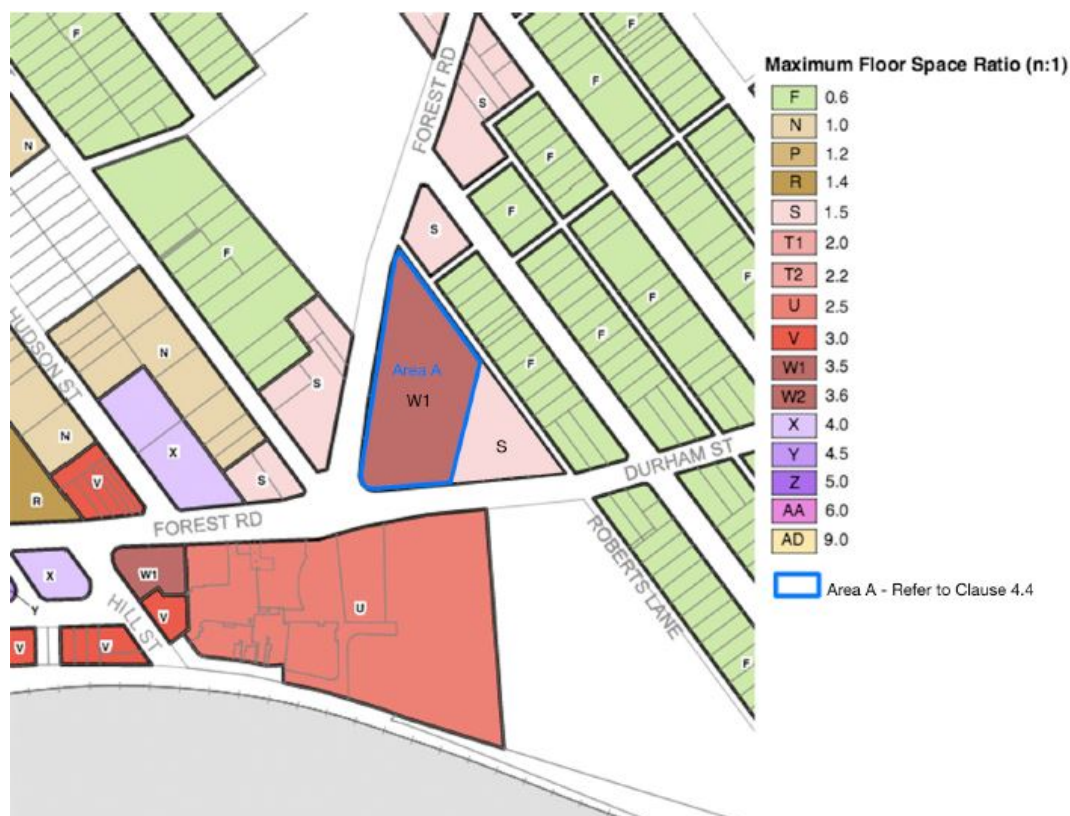 Maximum Floor Space Ratio (n:1)
F 0.6
N 1.0
P 1.2
R 1.4
S 1.5
T1 2.0
T2 2.2
U 2.5
V 3.0
W1 3.5
W2 3.6
X 4.0
Y 4.5
Z 5.0
AA 6.0
AD 9.0
Area A - Refer to Clause 4.4
F
F
FOREST RD
F
S
N
F
F
F
S
F
F
F
HUDSON ST
N
Area A
W1
F
F
S
N
X
S
S
V
R
DURHAM ST
FOREST RD
ROBERTS LANE
X
W1
Y
HILL ST
V
U
V
V
F